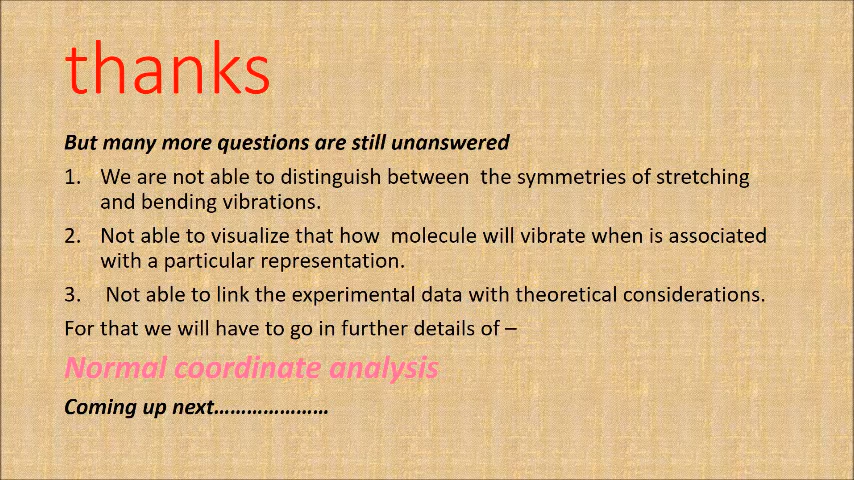 thanks
But many more questions are still unanswered
1. We are not able to distinguish between the symmetries of stretching
and bending vibrations.
2. Not able to visualize that how molecule will vibrate when is associated
with a particular representation.
3. Not able to link the experimental data with theoretical considerations.
For that we will have to go in further details of –
Normal coordinate analysis
Coming up next…………………